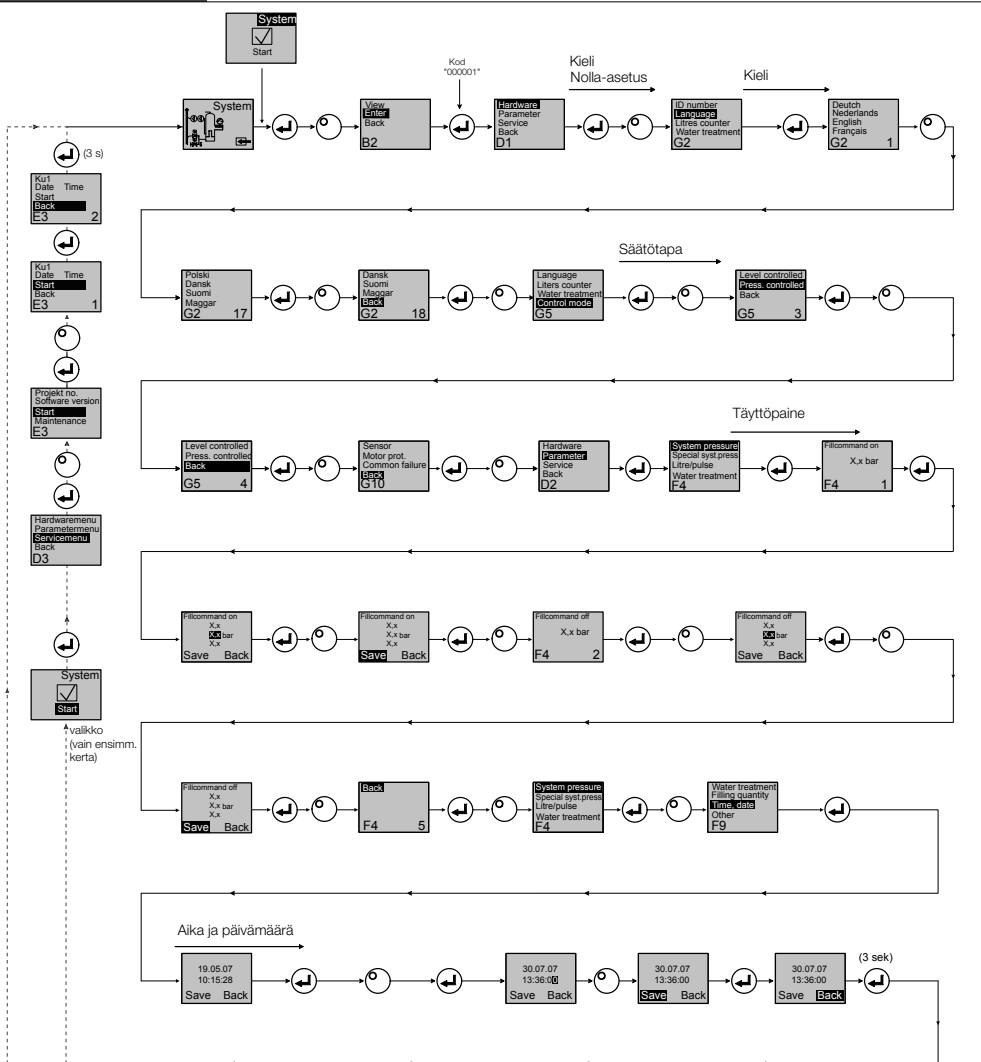 System
Start
Kod
"000001"
Kieli
Nolla-asetus
Kieli
System
View
Enter
Back
B2
Hardware
Parameter
Service
Back
D1
ID number
Language
Litres counter
Water treatment
G2
Deutch
Nederlands
English
Français
G2 1
(3 s)
Ku1
Date Time
Start
Back
E3 2
Ku1
Date Time
Start
Back
E3 1
Projekt no.
Software version
Start
Maintenance
E3
Hardwaremenu
Parametermenu
Servicemenu
Back
D3
System
Start
valikko
(vain ensimm.
kerta)
Polski
Dansk
Suomi
Maggar
G2 17
Dansk
Suomi
Maggar
Back
G2 18
Language
Liters counter
Water treatment
Control mode
G5
Säätötapa
Level controlled
Press. controlled
Back
G5 3
Level controlled
Press. controlled
Back
G5 4
Sensor
Motor prot.
Common failure
Back
G10
Hardware
Parameter
Service
Back
D2
Täyttöpaine
System pressure
Special syst.press
Litre/pulse
Water treatment
F4
Fillcommand on
X,x bar
F4 1
Fillcommand on
X,x
X,x bar
X,x
Save Back
Fillcommand on
X,x
X,x bar
X,x
Save Back
Fillcommand off
X,x bar
F4 2
Fillcommand off
X,x
X,x bar
X,x
Save Back
Fillcommand off
X,x
X,x bar
X,x
Save Back
Back
F4 5
System pressure
Special syst.press
Litre/pulse
Water treatment
F4
Water treatment
Filling quantity
Time, date
Other
F9
Aika ja päivämäärä
19.05.07
10:15:28
Save Back
30.07.07
13:36:00
Save Back
30.07.07
13:36:00
Save Back
30.07.07
13:36:00
Save Back
(3 sek)